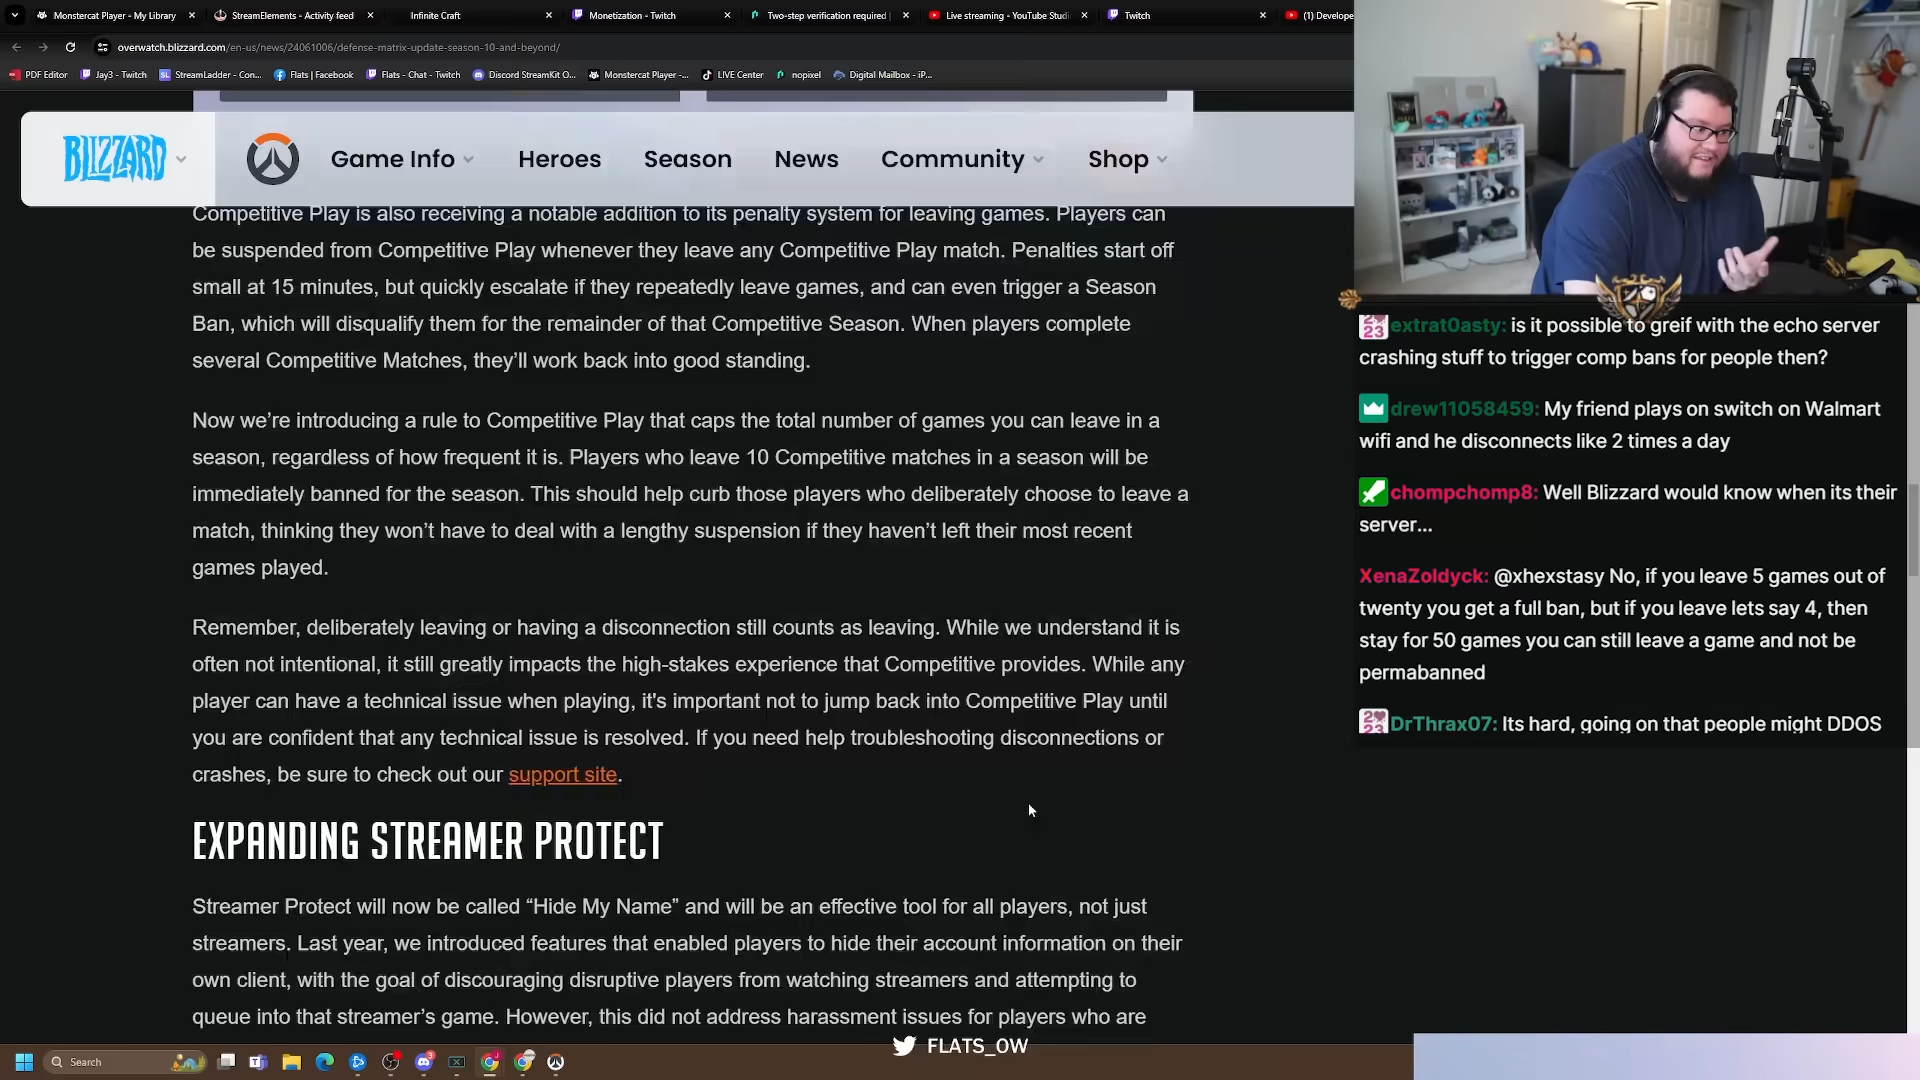 Monstercat Player - My Library
StreamElements - Activity feed
Infinite Craft
Monetization - Twitch
Two-step verification required |
Live streaming - YouTube Studi
Twitch
(1) Develope
overwatch.blizzard.com/en-us/news/24061006/defense-matrix-update-season-10-and-beyond/
PDF Editor
Jay3 - Twitch
StreamLadder - Con...
Flats | Facebook
Flats - Chat - Twitch
Discord StreamKit O...
Monstercat Player -...
LIVE Center
nopixel
Digital Mailbox - iP...
BLIZZARD
Game Info
Heroes
Season
News
Community
Shop
Competitive Play is also receiving a notable addition to its penalty system for leaving games. Players can
be suspended from Competitive Play whenever they leave any Competitive Play match. Penalties start off
small at 15 minutes, but quickly escalate if they repeatedly leave games, and can even trigger a Season
Ban, which will disqualify them for the remainder of that Competitive Season. When players complete
several Competitive Matches, they’ll work back into good standing.
Now we’re introducing a rule to Competitive Play that caps the total number of games you can leave in a
season, regardless of how frequent it is. Players who leave 10 Competitive matches in a season will be
immediately banned for the season. This should help curb those players who deliberately choose to leave a
match, thinking they won’t have to deal with a lengthy suspension if they haven’t left their most recent
games played.
Remember, deliberately leaving or having a disconnection still counts as leaving. While we understand it is
often not intentional, it still greatly impacts the high-stakes experience that Competitive provides. While any
player can have a technical issue when playing, it's important not to jump back into Competitive Play until
you are confident that any technical issue is resolved. If you need help troubleshooting disconnections or
crashes, be sure to check out our support site.
EXPANDING STREAMER PROTECT
Streamer Protect will now be called “Hide My Name” and will be an effective tool for all players, not just
streamers. Last year, we introduced features that enabled players to hide their account information on their
own client, with the goal of discouraging disruptive players from watching streamers and attempting to
queue into that streamer’s game. However, this did not address harassment issues for players who are
extrat0asty: is it possible to greif with the echo server
crashing stuff to trigger comp bans for people then?
drew11058459: My friend plays on switch on Walmart
wifi and he disconnects like 2 times a day
chompchomp8: Well Blizzard would know when its their
server...
XenaZoldyck: @xhexstasy No, if you leave 5 games out of
twenty you get a full ban, but if you leave lets say 4, then
stay for 50 games you can still leave a game and not be
permabanned
DrThrax07: Its hard, going on that people might DDOS
FLATS_OW
Search